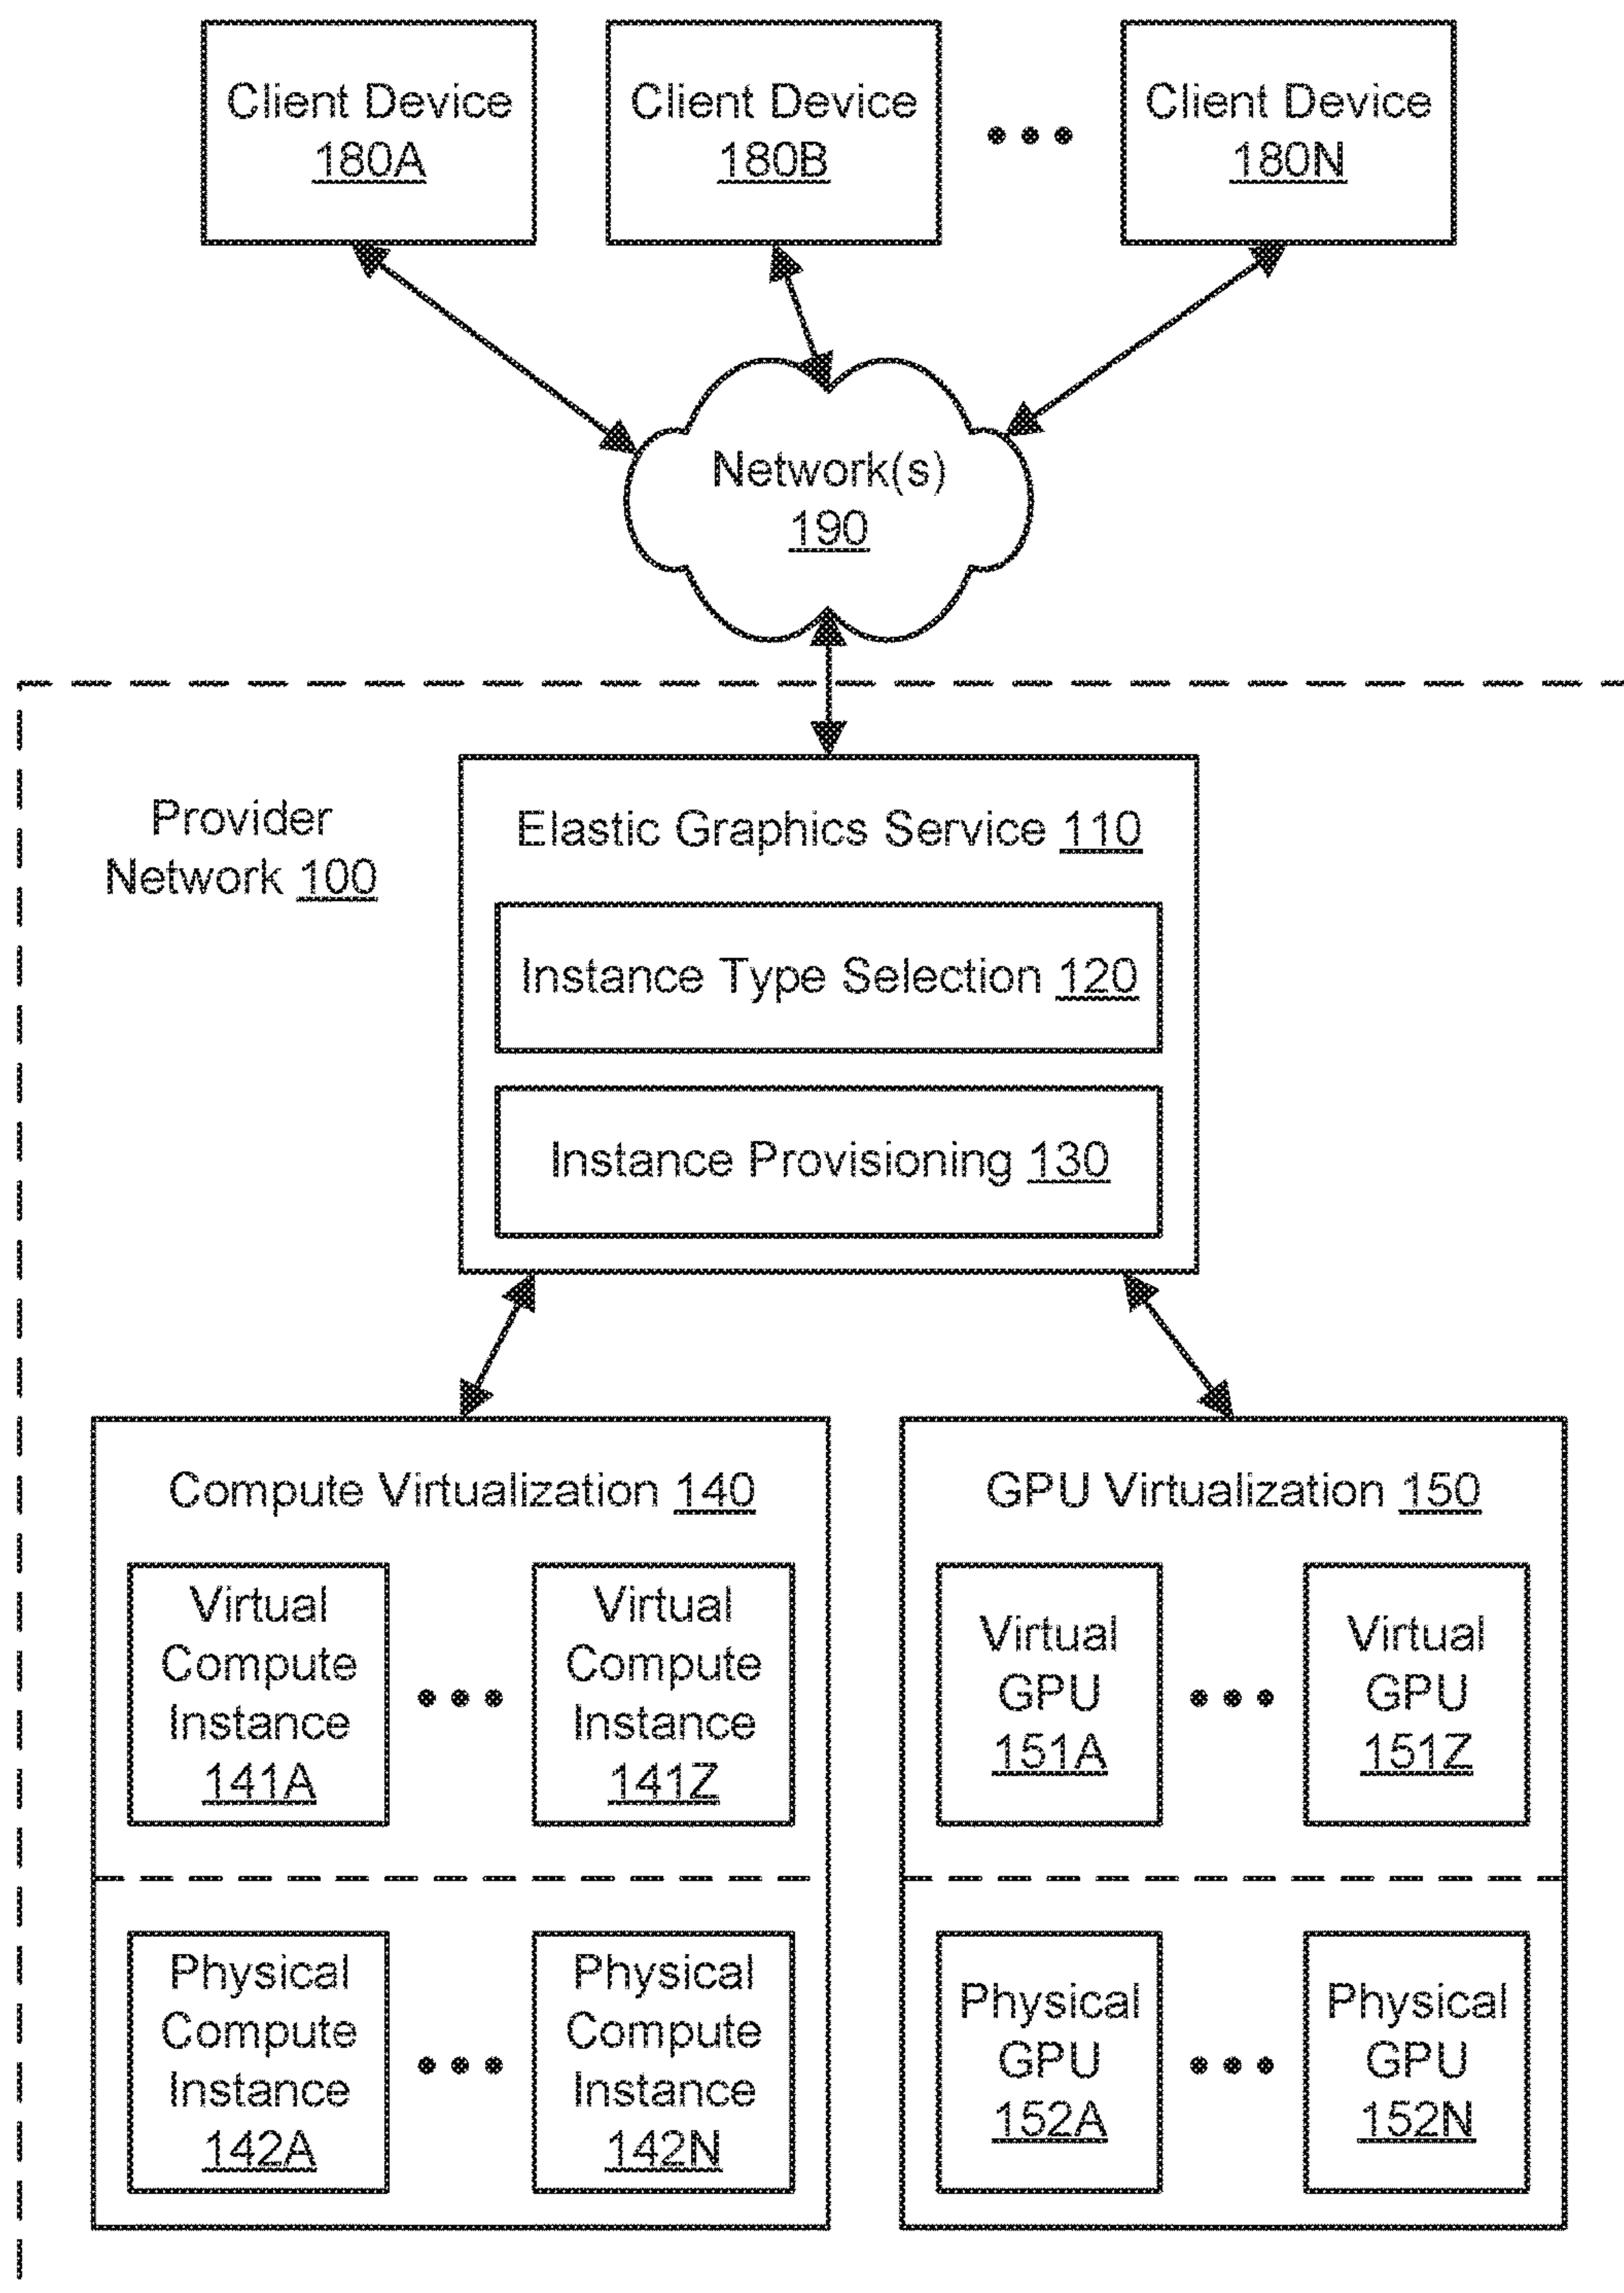 Client Device
180A
Client Device
180B
Client Device
180N
Network(s)
190
Provider
Network 100
Elastic Graphics Service 110
Instance Type Selection 120
Instance Provisioning 130
Compute Virtualization 140
Virtual
Compute
Instance
141A
Virtual
Compute
Instance
141Z
Physical
Compute
Instance
142A
Physical
Compute
Instance
142N
GPU Virtualization 150
Virtual
GPU
151A
Virtual
GPU
151Z
Physical
GPU
152A
Physical
GPU
152N